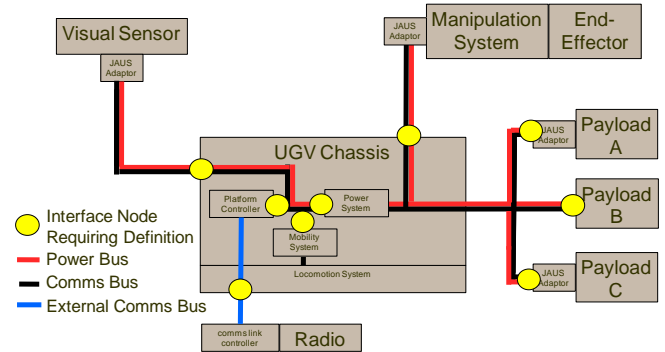 Visual Sensor
JAUS
Adaptor
JAUS
Adaptor
Manipulation
System
End-
Effector
UGV Chassis
Platform
Controller
Power
System
Mobility
System
Locomotion System
JAUS
Adaptor
Payload
A
Payload
B
JAUS
Adaptor
Payload
C
Interface Node
Requiring Definition
Power Bus
Comms Bus
External Comms Bus
comms link
controller
Radio